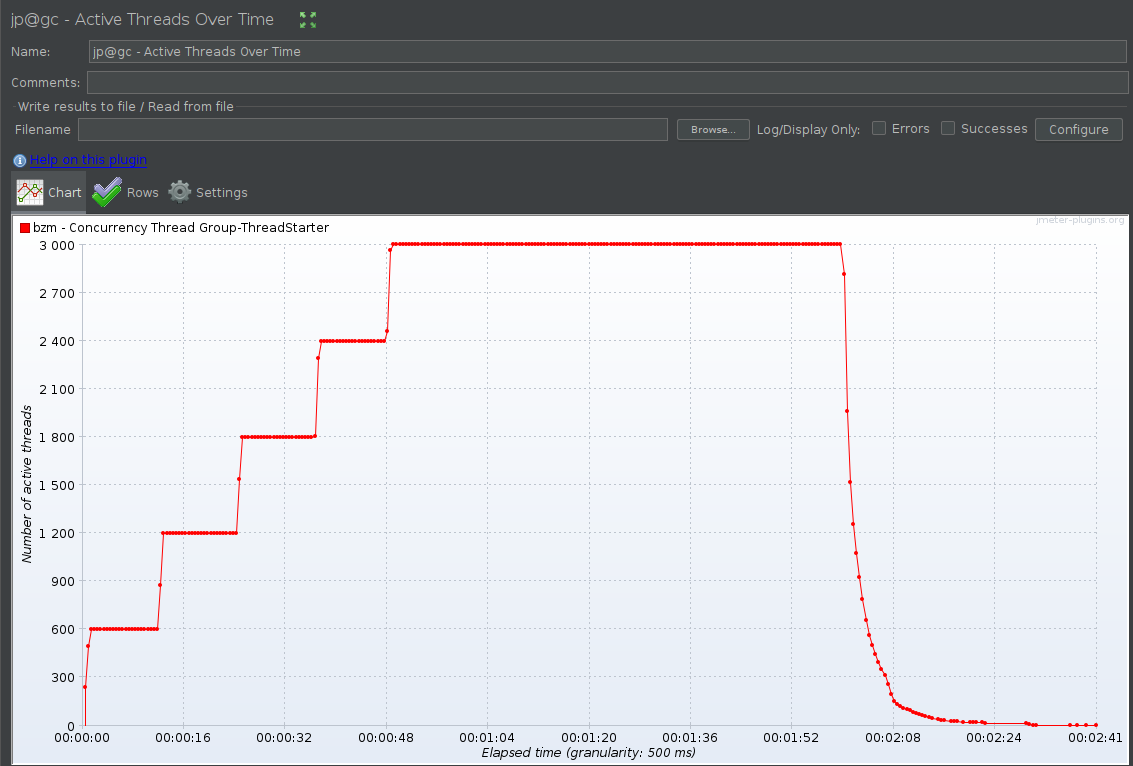 jp@gc - Active Threads Over Time
Name: jp@gc - Active Threads Over Time
Comments:
Write results to file / Read from file
Filename Browse... Log/Display Only: Errors Successes Configure
Help on this plugin
Chart Rows Settings
jmeter-plugins.org
bzm - Concurrency Thread Group-ThreadStarter
Number of active threads
3 000
2 700
2 400
2 100
1 800
1 500
1 200
900
600
300
0
00:00:00 00:00:16 00:00:32 00:00:48 00:01:04 00:01:20 00:01:36 00:01:52 00:02:08 00:02:24 00:02:41
Elapsed time (granularity: 500 ms)